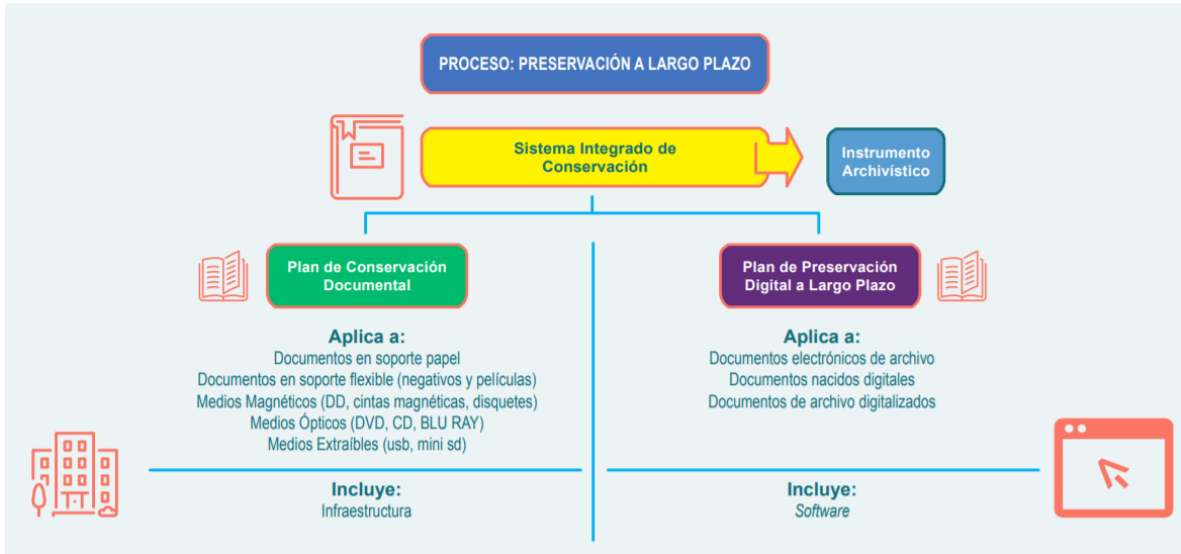 PROCESO: PRESERVACIÓN A LARGO PLAZO
Sistema Integrado de
Conservación
Instrumento
Archivístico
Plan de Conservación
Documental
Aplica a:
Documentos en soporte papel
Documentos en soporte flexible (negativos y películas)
Medios Magnéticos (DD, cintas magnéticas, disquetes)
Medios Ópticos (DVD, CD, BLU RAY)
Medios Extraíbles (usb, mini sd)
Incluye:
Infraestructura
Plan de Preservación
Digital a Largo Plazo
Aplica a:
Documentos electrónicos de archivo
Documentos nacidos digitales
Documentos de archivo digitalizados
Incluye:
Software